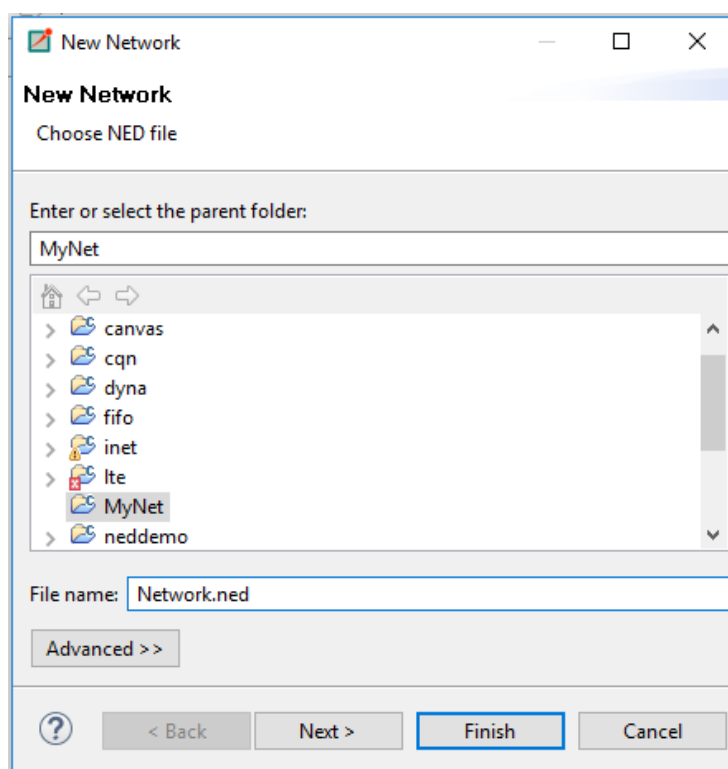 New Network
New Network
Choose NED file
Enter or select the parent folder:
MyNet
canvas
cqn
dyna
fifo
inet
lte
MyNet
neddemo
File name: Network.ned
Advanced >>
< Back Next > Finish Cancel